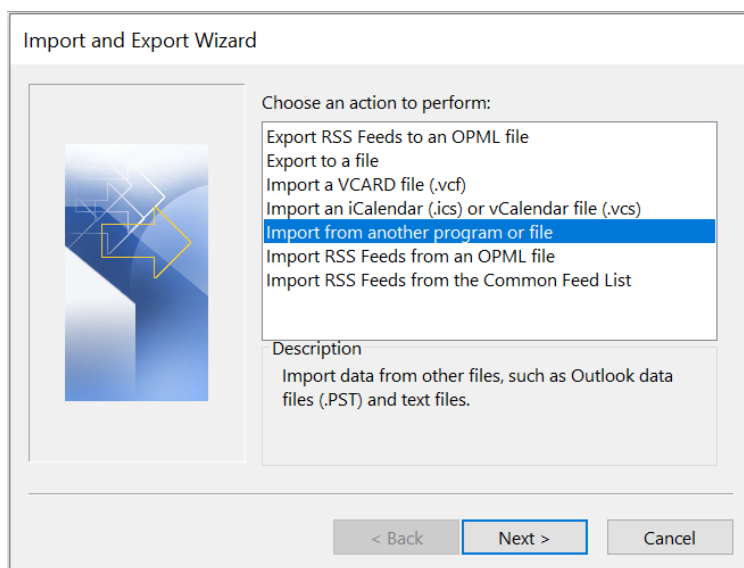 Import and Export Wizard
Choose an action to perform:
Export RSS Feeds to an OPML file
Export to a file
Import a VCARD file (.vcf)
Import an iCalendar (.ics) or vCalendar file (.vcs)
Import from another program or file
Import RSS Feeds from an OPML file
Import RSS Feeds from the Common Feed List
Description
Import data from other files, such as Outlook data
files (.PST) and text files.
< Back Next > Cancel